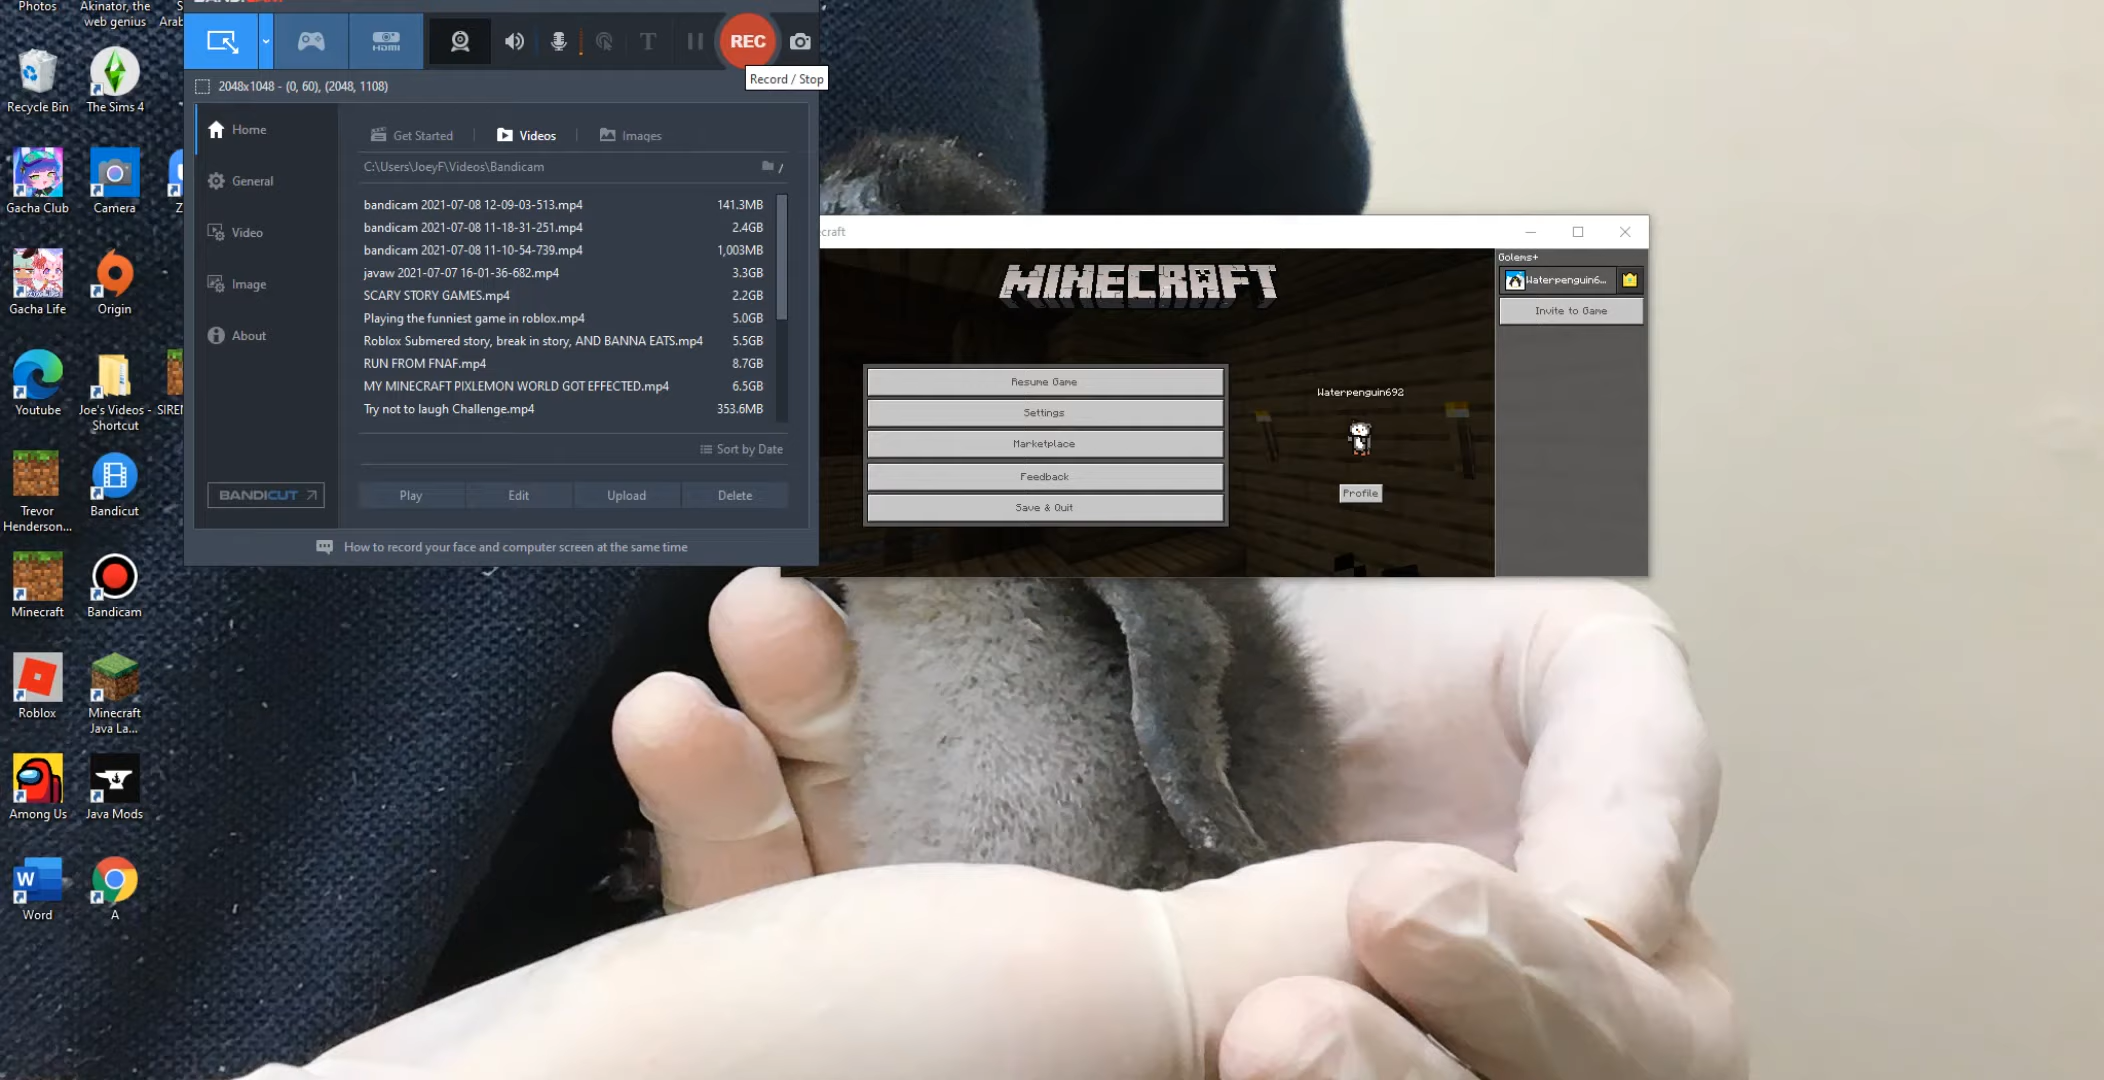 Photos
Akinator, the
web genius
S
Arab
Recycle Bin
The Sims 4
Gacha Club
Camera
Z
Gacha Life
Origin
Youtube
Joe's Videos -
Shortcut
SIREN
Trevor
Henderson...
Bandicut
Minecraft
Bandicam
Roblox
Minecraft
Java La...
Among Us
Java Mods
Word
A
BANDICAM
HDMI
T
REC
Record / Stop
2048x1048 - (0, 60), (2048, 1108)
Home
General
Video
Image
About
BANDICUT
Get Started
Videos
Images
C:\Users\JoeyF\Videos\Bandicam
/
bandicam 2021-07-08 12-09-03-513.mp4 141.3MB
bandicam 2021-07-08 11-18-31-251.mp4 2.4GB
bandicam 2021-07-08 11-10-54-739.mp4 1,003MB
javaw 2021-07-07 16-01-36-682.mp4 3.3GB
SCARY STORY GAMES.mp4 2.2GB
Playing the funniest game in roblox.mp4 5.0GB
Roblox Submered story, break in story, AND BANNA EATS.mp4 5.5GB
RUN FROM FNAF.mp4 8.7GB
MY MINECRAFT PIXLEMON WORLD GOT EFFECTED.mp4 6.5GB
Try not to laugh Challenge.mp4 353.6MB
Sort by Date
Play
Edit
Upload
Delete
How to record your face and computer screen at the same time
craft
MINECRAFT
Resume Game
Settings
Marketplace
Feedback
Save & Quit
Waterpenguin692
Profile
Golems+
Waterpenguin6...
Invite to Game